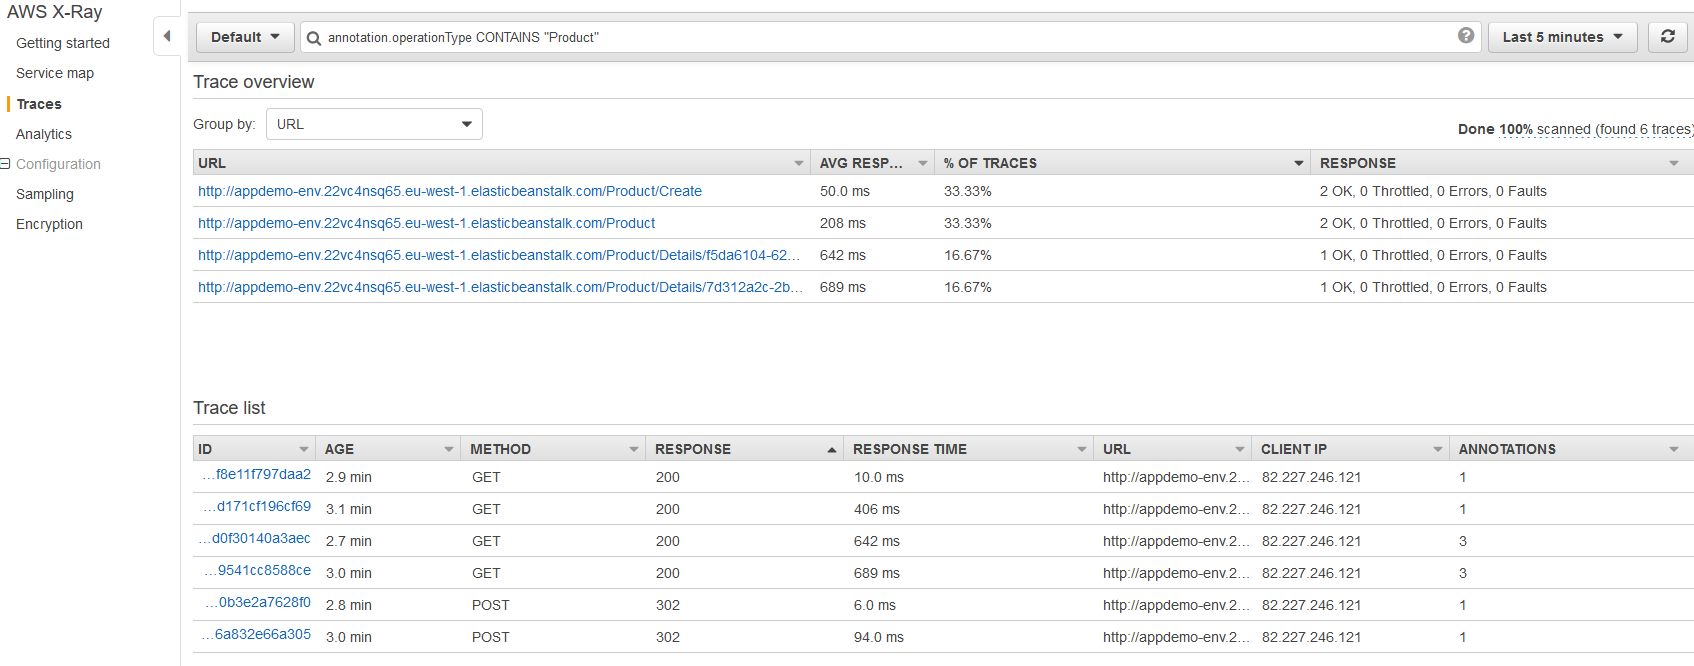 AWS X-Ray
Getting started
Service map
Traces
Analytics
Configuration
Sampling
Encryption
Default annotation.operationType CONTAINS "Product" ? Last 5 minutes
Trace overview
Group by: URL
Done 100% scanned (found 6 traces)
URL AVG RESP... % OF TRACES RESPONSE
http://appdemo-env.22vc4nsq65.eu-west-1.elasticbeanstalk.com/Product/Create 50.0 ms 33.33% 2 OK, 0 Throttled, 0 Errors, 0 Faults
http://appdemo-env.22vc4nsq65.eu-west-1.elasticbeanstalk.com/Product 208 ms 33.33% 2 OK, 0 Throttled, 0 Errors, 0 Faults
http://appdemo-env.22vc4nsq65.eu-west-1.elasticbeanstalk.com/Product/Details/f5da6104-62... 642 ms 16.67% 1 OK, 0 Throttled, 0 Errors, 0 Faults
http://appdemo-env.22vc4nsq65.eu-west-1.elasticbeanstalk.com/Product/Details/7d312a2c-2b... 689 ms 16.67% 1 OK, 0 Throttled, 0 Errors, 0 Faults
Trace list
ID AGE METHOD RESPONSE RESPONSE TIME URL CLIENT IP ANNOTATIONS
...f8e11f797daa2 2.9 min GET 200 10.0 ms http://appdemo-env.2... 82.227.246.121 1
...d171cf196cf69 3.1 min GET 200 406 ms http://appdemo-env.2... 82.227.246.121 1
...d0f30140a3aec 2.7 min GET 200 642 ms http://appdemo-env.2... 82.227.246.121 3
...9541cc8588ce 3.0 min GET 200 689 ms http://appdemo-env.2... 82.227.246.121 3
...0b3e2a7628f0 2.8 min POST 302 6.0 ms http://appdemo-env.2... 82.227.246.121 1
...6a832e66a305 3.0 min POST 302 94.0 ms http://appdemo-env.2... 82.227.246.121 1